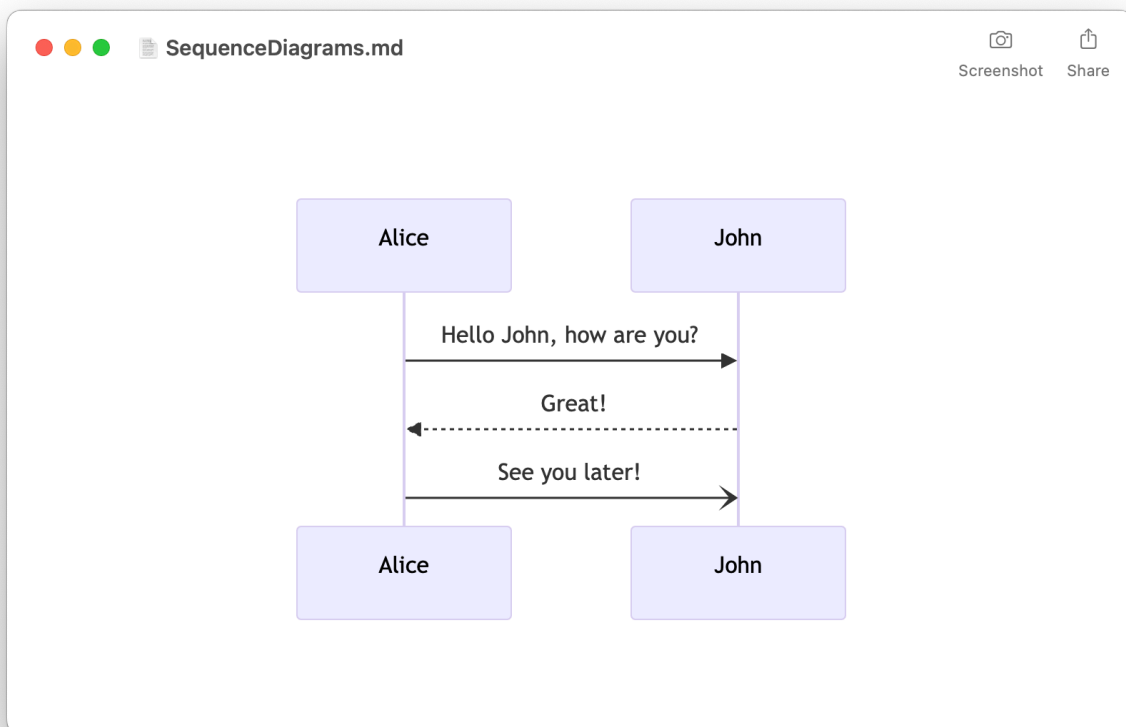 SequenceDiagrams.md
Screenshot
Share
Alice
John
Hello John, how are you?
Great!
See you later!
Alice
John